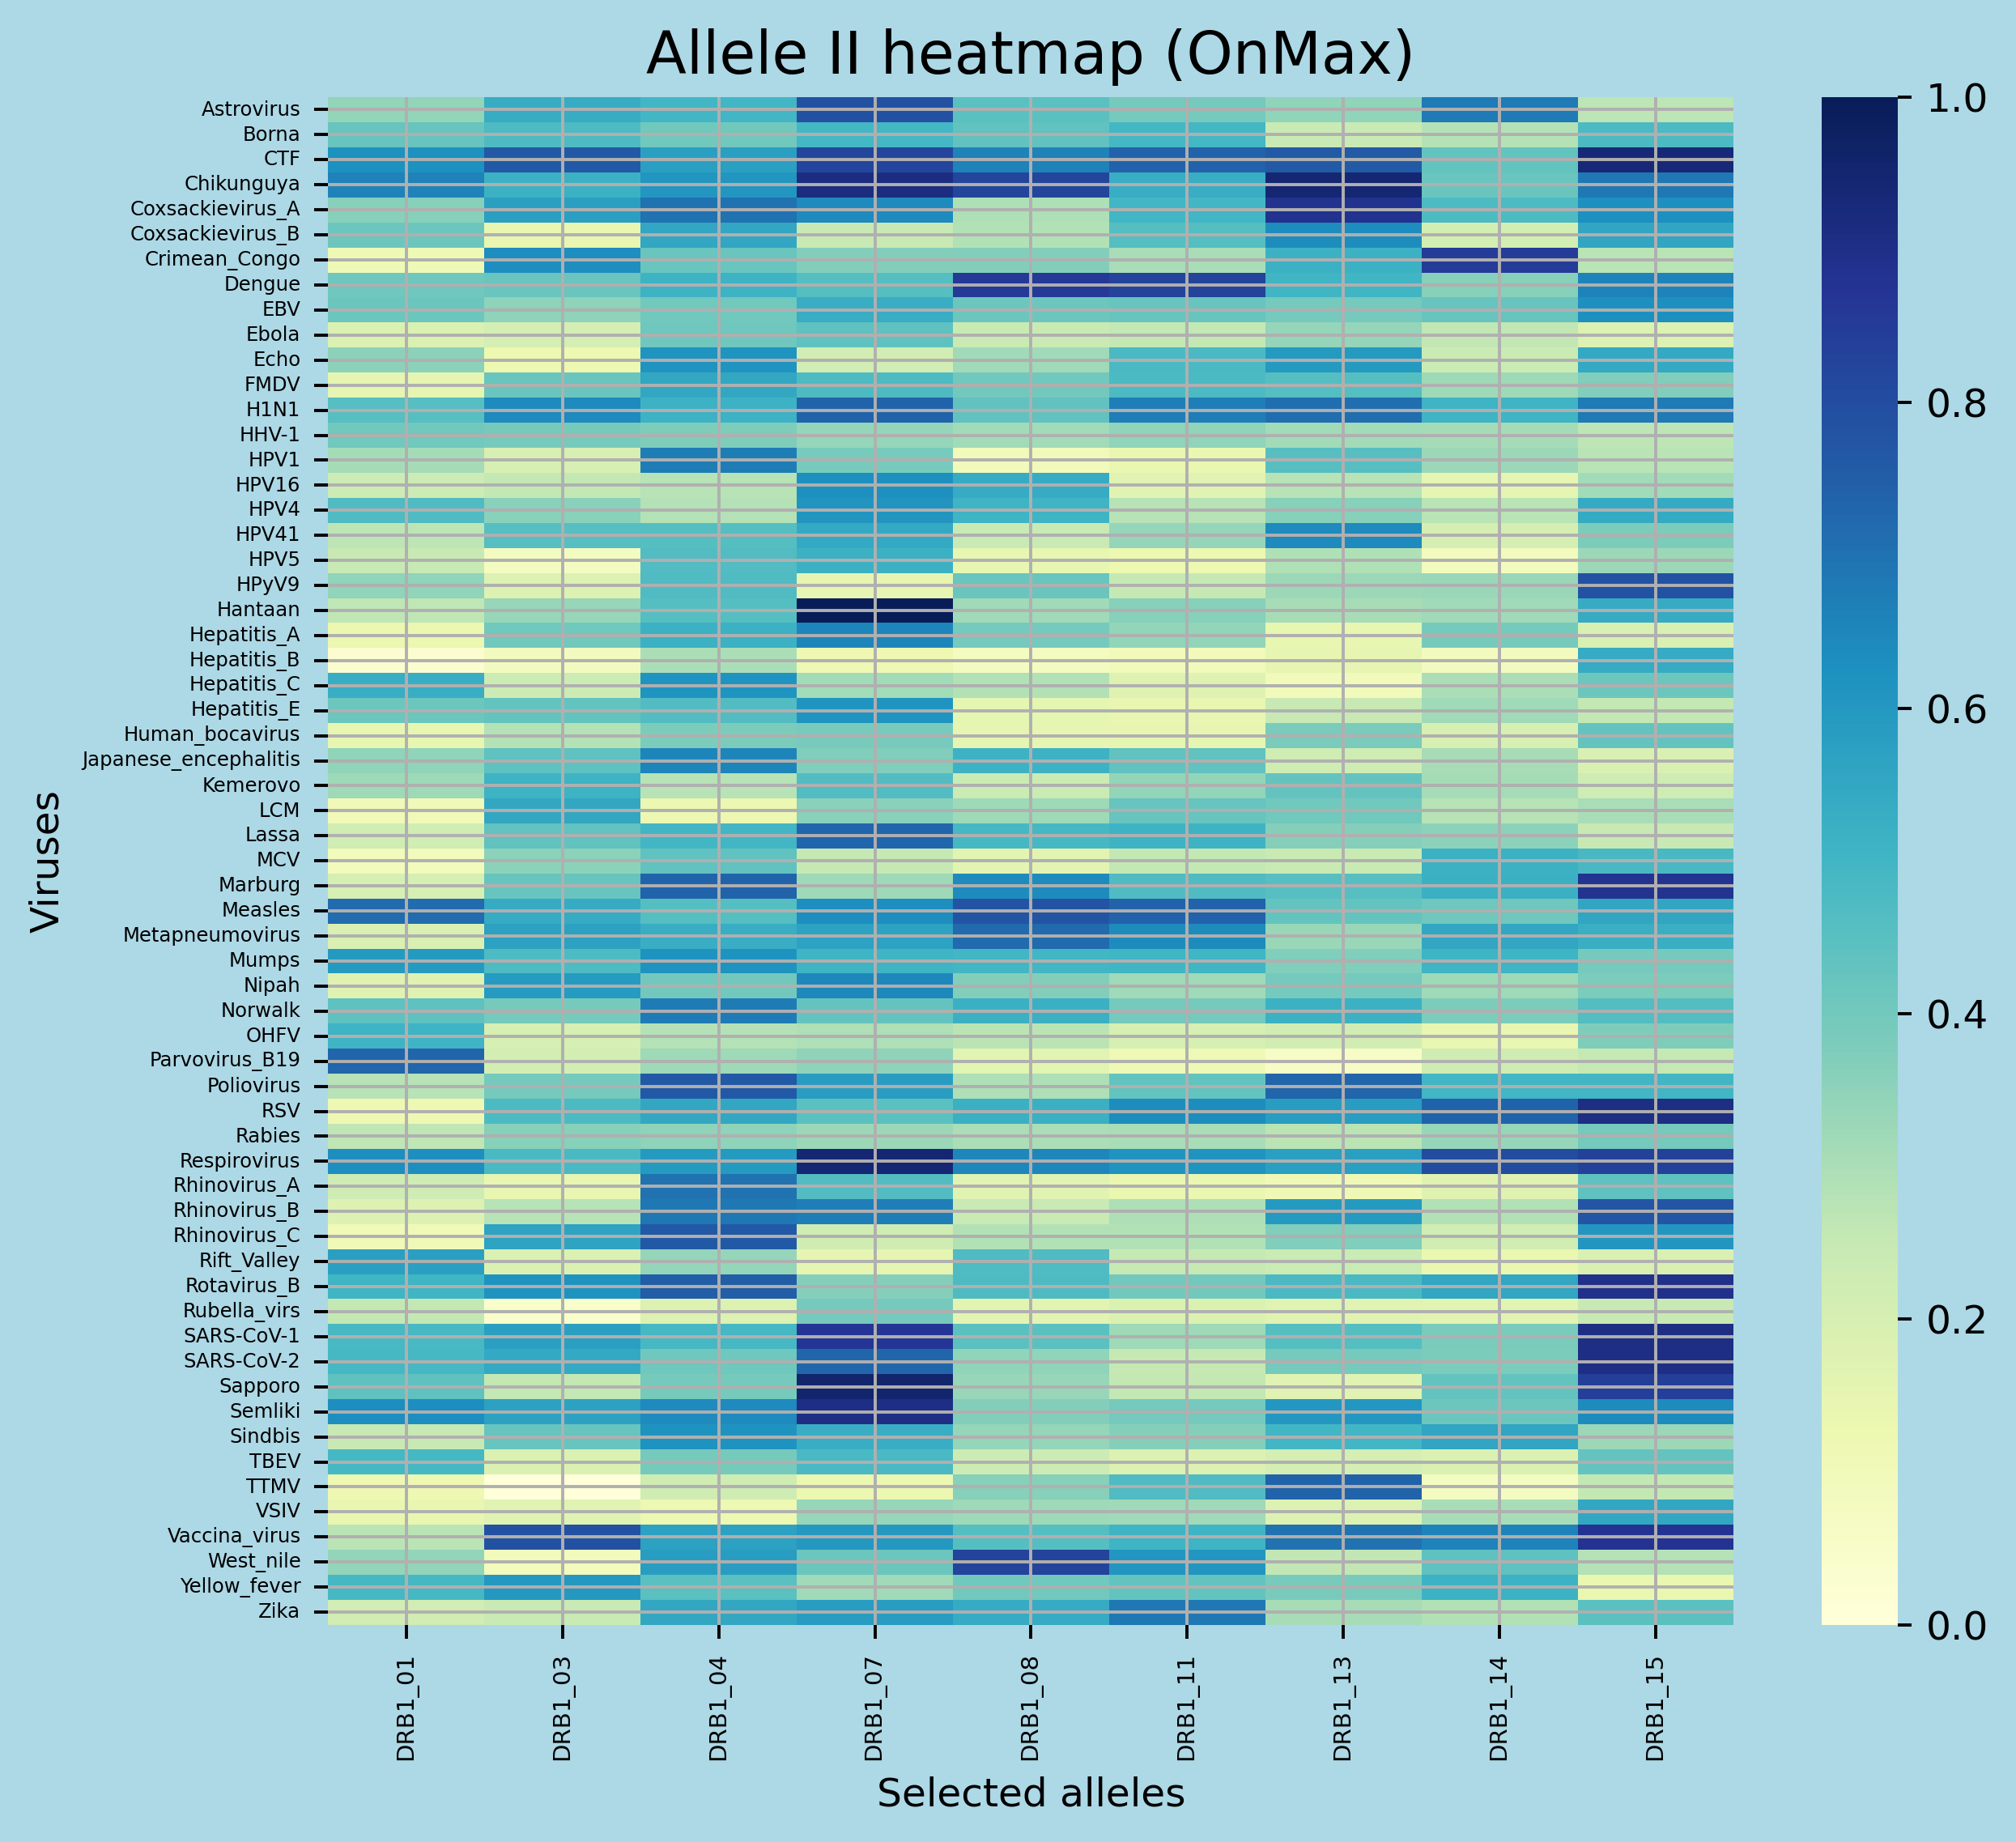 Allele II heatmap (OnMax)
Viruses
Astrovirus
Borna
CTF
Chikunguya
Coxsackievirus_A
Coxsackievirus_B
Crimean_Congo
Dengue
EBV
Ebola
Echo
FMDV
H1N1
HHV-1
HPV1
HPV16
HPV4
HPV41
HPV5
HPyV9
Hantaan
Hepatitis_A
Hepatitis_B
Hepatitis_C
Hepatitis_E
Human_bocavirus
Japanese_encephalitis
Kemerovo
LCM
Lassa
MCV
Marburg
Measles
Metapneumovirus
Mumps
Nipah
Norwalk
OHFV
Parvovirus_B19
Poliovirus
RSV
Rabies
Respirovirus
Rhinovirus_A
Rhinovirus_B
Rhinovirus_C
Rift_Valley
Rotavirus_B
Rubella_virs
SARS-CoV-1
SARS-CoV-2
Sapporo
Semliki
Sindbis
TBEV
TTMV
VSIV
Vaccina_virus
West_nile
Yellow_fever
Zika
DRB1_01
DRB1_03
DRB1_04
DRB1_07
DRB1_08
DRB1_11
DRB1_13
DRB1_14
DRB1_15
Selected alleles
1.0
0.8
0.6
0.4
0.2
0.0